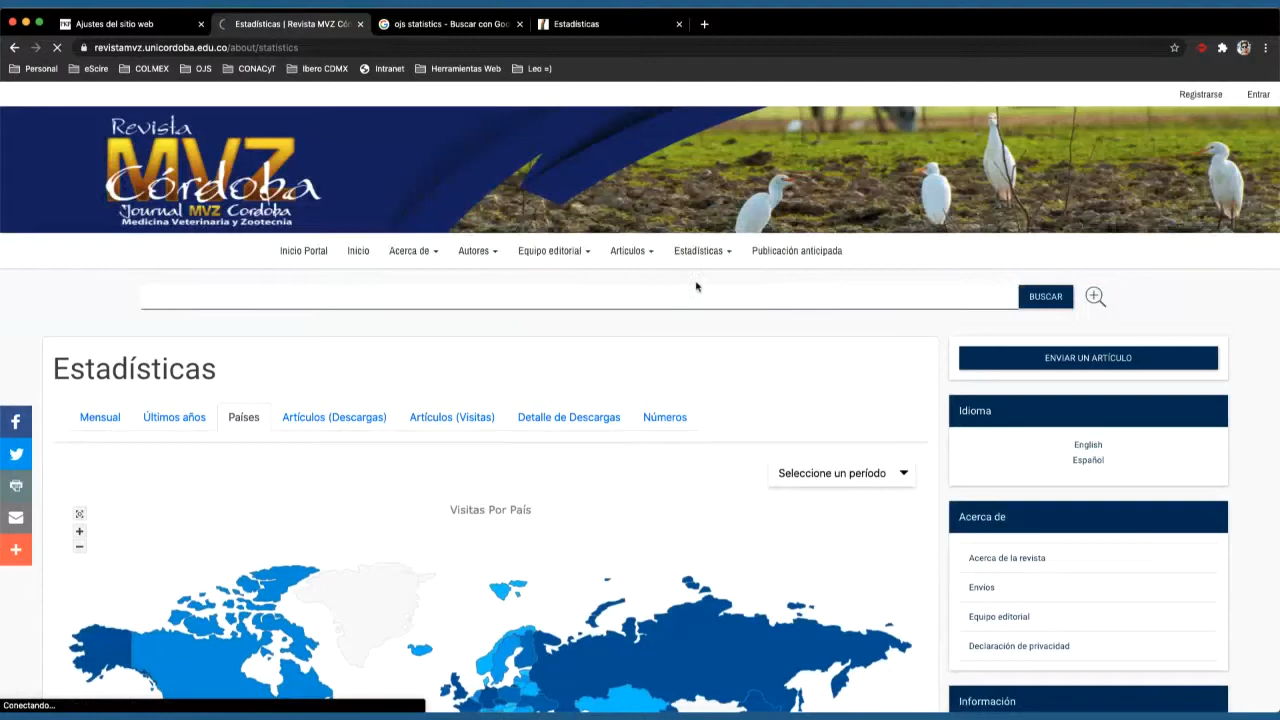 Ajustes del sitio web
Estadísticas | Revista MVZ Có
ojs statistics - Buscar con Goo
Estadísticas
revistamvz.unicordoba.edu.co/about/statistics
Personal
eScire
COLMEX
OJS
CONACyT
Ibero CDMX
Intranet
Herramientas Web
Leo =)
Registrarse
Entrar
Revista
MVZ
Córdoba
Journal MVZ Cordoba
Medicina Veterinaria y Zootecnia
Inicio Portal
Inicio
Acerca de
Autores
Equipo editorial
Artículos
Estadísticas
Publicación anticipada
BUSCAR
Estadísticas
Mensual
Últimos años
Países
Artículos (Descargas)
Artículos (Visitas)
Detalle de Descargas
Números
Seleccione un período
Visitas Por País
ENVIAR UN ARTÍCULO
Idioma
English
Español
Acerca de
Acerca de la revista
Envíos
Equipo editorial
Declaración de privacidad
Información
Conectando...